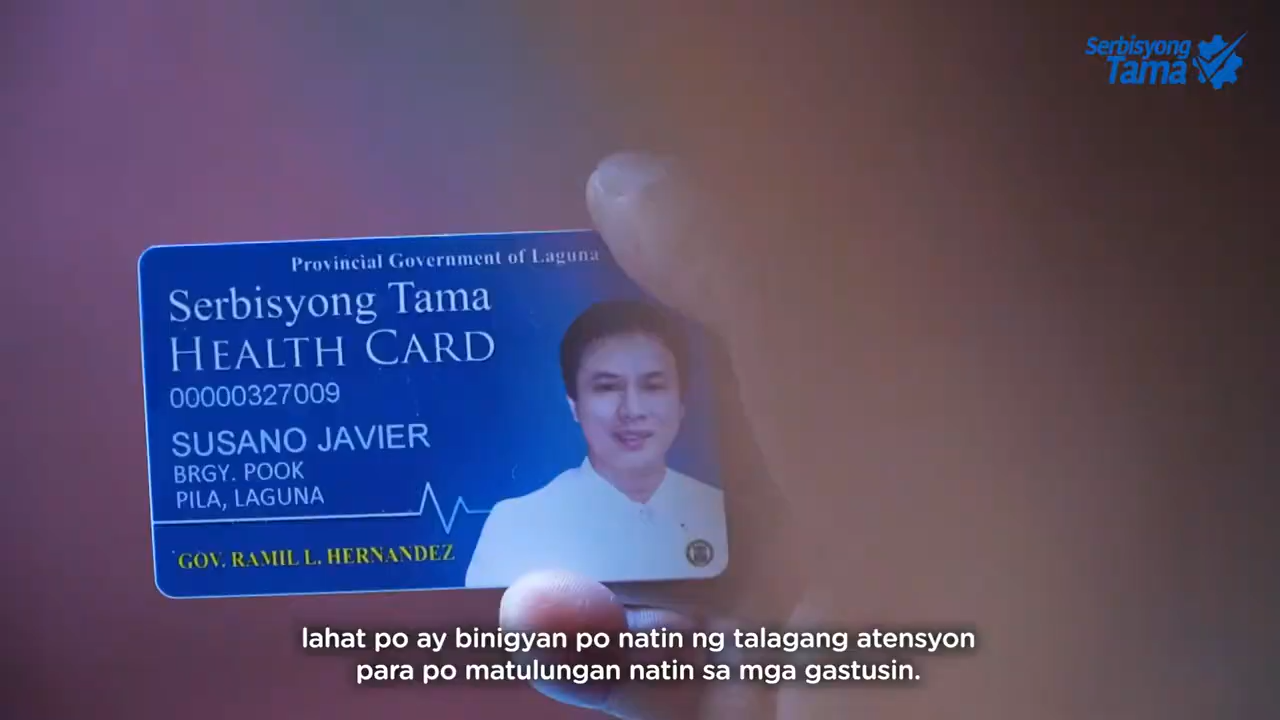 Serbisyong
Tama
Provincial Government of Laguna
Serbisyong Tama
HEALTH CARD
00000327009
SUSANO JAVIER
BRGY. POOK
PILA, LAGUNA
GOV. RAMIL L. HERNANDEZ
lahat po ay binigyan po natin ng talagang atensyon
para po matulungan natin sa mga gastusin.